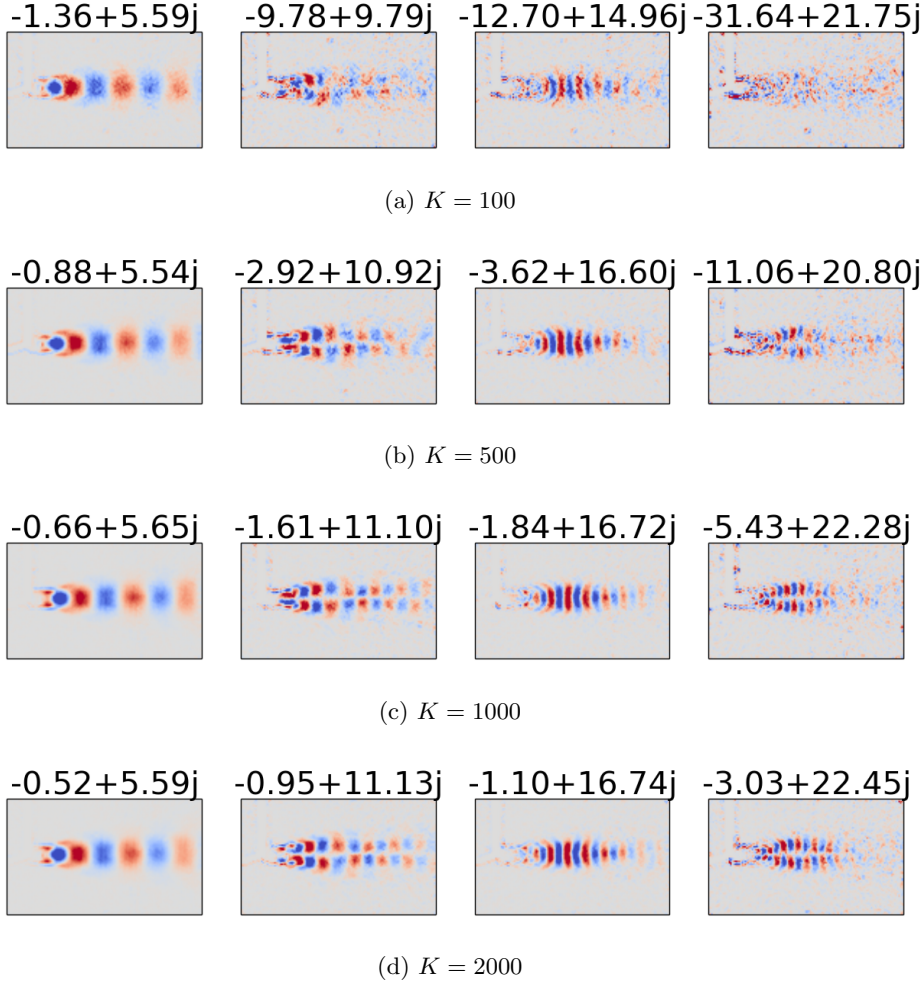 -1.36+5.59j -9.78+9.79j -12.70+14.96j -31.64+21.75j
(a) K = 100
-0.88+5.54j -2.92+10.92j -3.62+16.60j -11.06+20.80j
(b) K = 500
-0.66+5.65j -1.61+11.10j -1.84+16.72j -5.43+22.28j
(c) K = 1000
-0.52+5.59j -0.95+11.13j -1.10+16.74j -3.03+22.45j
(d) K = 2000